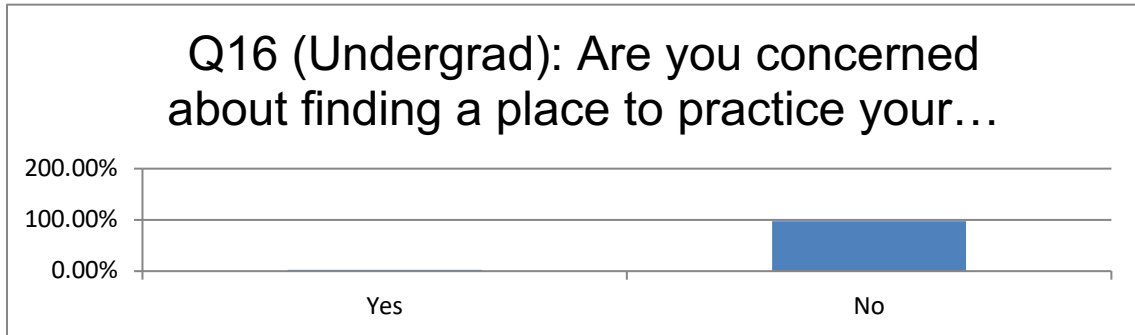 Q16 (Undergrad): Are you concerned
about finding a place to practice your…
200.00%
100.00%
0.00%
Yes
No